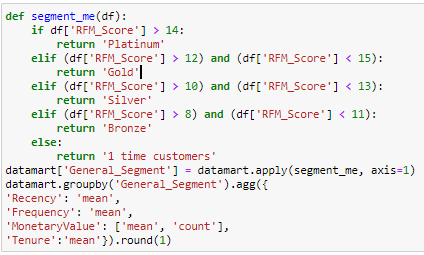 def segment_me(df):
    if df['RFM_Score'] > 14:
        return 'Platinum'
    elif (df['RFM_Score'] > 12) and (df['RFM_Score'] < 15):
        return 'Gold'
    elif (df['RFM_Score'] > 10) and (df['RFM_Score'] < 13):
        return 'Silver'
    elif (df['RFM_Score'] > 8) and (df['RFM_Score'] < 11):
        return 'Bronze'
    else:
        return '1 time customers'
datamart['General_Segment'] = datamart.apply(segment_me, axis=1)
datamart.groupby('General_Segment').agg({
'Recency': 'mean',
'Frequency': 'mean',
'MonetaryValue': ['mean', 'count'],
'Tenure':'mean'}).round(1)